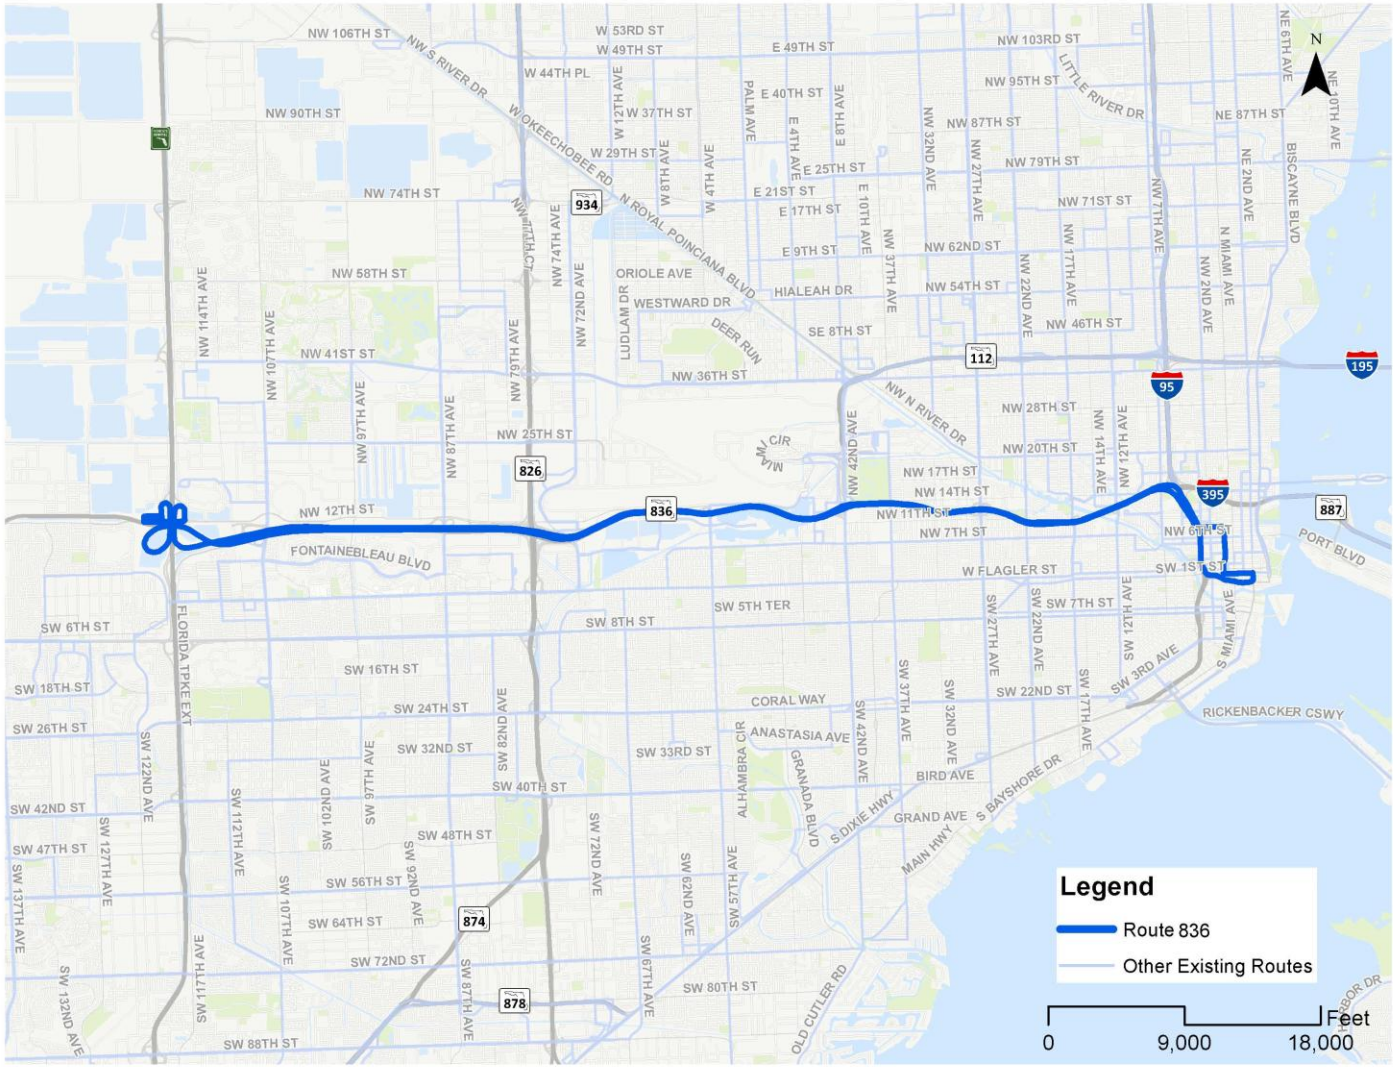 NW 106TH ST
NW S RIVER DR
W 53RD ST
W 49TH ST
E 49TH ST
NW 103RD ST
NE 6TH AVE
N
W 44TH PL
W 12TH AVE
W OKEECHOBEE RD
PALM AVE
E 40TH ST
E 8TH AVE
NW 95TH ST
LITTLE RIVER DR
NE 10TH AVE
NW 90TH ST
W 37TH ST
E 4TH AVE
NW 32ND AVE
NW 87TH ST
NE 87TH ST
W 29TH ST
W 8TH AVE
W 4TH AVE
E 25TH ST
NW 27TH AVE
NW 79TH ST
NE 2ND AVE
BISCAYNE BLVD
NW 74TH ST
934
N ROYAL POINCIANA BLVD
E 21ST ST
E 17TH ST
E 10TH AVE
NW 71ST ST
NW 7TH AVE
NW 77TH CT
NW 74TH AVE
NW 72ND AVE
E 9TH ST
NW 37TH AVE
NW 62ND ST
NW 17TH AVE
N MIAMI AVE
NW 58TH ST
ORIOLE AVE
NW 114TH AVE
LUDLAM DR
WESTWARD DR
HIALEAH DR
NW 54TH ST
NW 22ND AVE
NW 2ND AVE
NW 107TH AVE
NW 79TH AVE
DEER RUN
SE 8TH ST
NW 46TH ST
NW 41ST ST
112
195
NW 36TH ST
95
NW 97TH AVE
NW 87TH AVE
NW N RIVER DR
NW 28TH ST
NW 25TH ST
MIAMI CIR
NW 42ND AVE
NW 20TH ST
NW 14TH AVE
NW 12TH AVE
826
NW 17TH ST
NW 14TH ST
395
NW 12TH ST
836
NW 11TH ST
887
NW 7TH ST
NW 6TH ST
PORT BLVD
FONTAINEBLEAU BLVD
W FLAGLER ST
SW 1ST ST
SW 5TH TER
SW 7TH ST
SW 6TH ST
FLORIDA TPKE EXT
SW 8TH ST
SW 27TH AVE
SW 22ND AVE
SW 12TH AVE
S MIAMI AVE
SW 16TH ST
SW 3RD AVE
SW 18TH ST
SW 24TH ST
CORAL WAY
SW 37TH AVE
SW 32ND AVE
SW 22ND ST
SW 17TH AVE
RICKENBACKER CSWY
SW 26TH ST
SW 122ND AVE
SW 82ND AVE
SW 32ND ST
SW 33RD ST
ANASTASIA AVE
SW 42ND AVE
SW 97TH AVE
SW 102ND AVE
SW 40TH ST
ALHAMBRA CIR
GRANADA BLVD
BIRD AVE
S BAYSHORE DR
SW 42ND ST
SW 112TH AVE
S DIXIE HWY
GRAND AVE
MAIN HWY
SW 127TH AVE
SW 48TH ST
SW 72ND AVE
SW 47TH ST
SW 92ND AVE
SW 62ND AVE
SW 57TH AVE
SW 137TH AVE
SW 107TH AVE
SW 56TH ST
SW 64TH ST
874
SW 117TH AVE
SW 72ND ST
SW 87TH AVE
SW 67TH AVE
SW 132ND AVE
878
SW 80TH ST
OLD CUTLER RD
SW 88TH ST
Legend
Route 836
Other Existing Routes
HARBOR DR
Feet
0 9,000 18,000